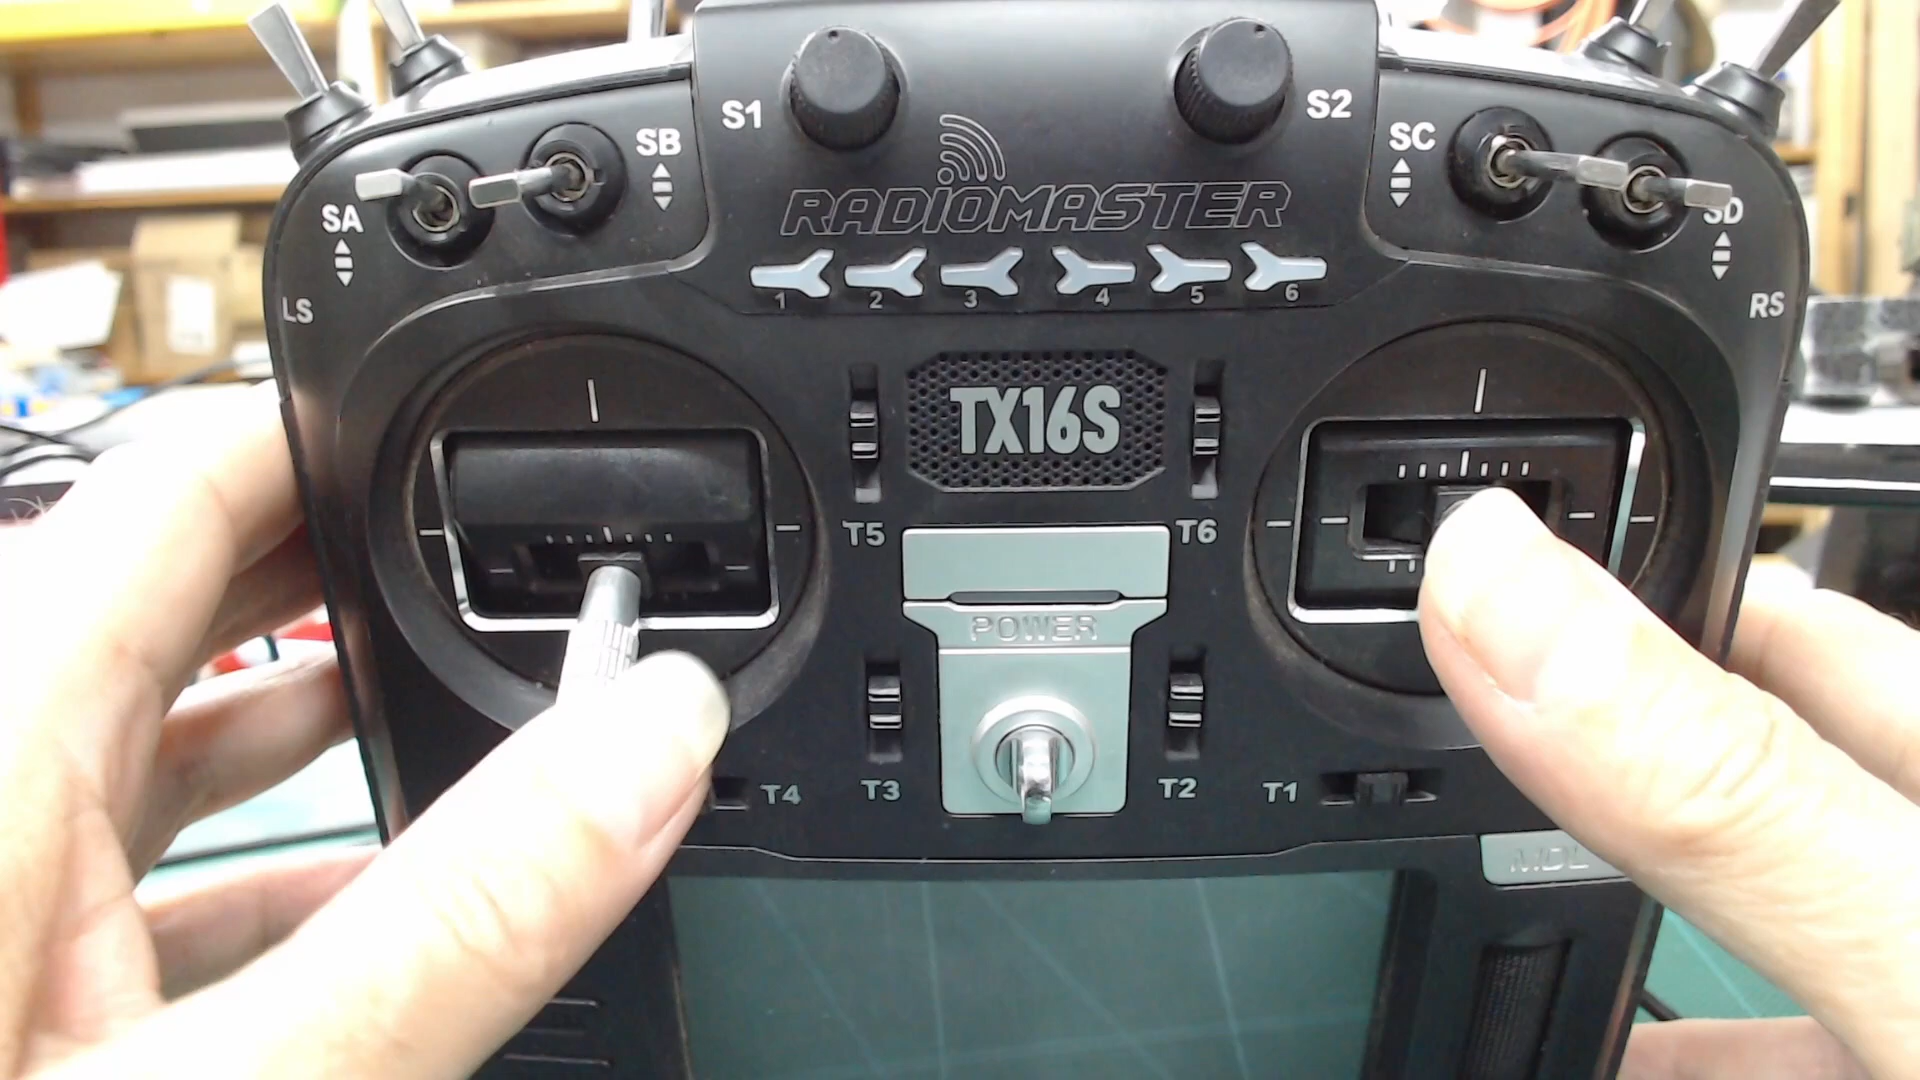 S1
S2
SB
SC
SA
SD
RADIOMASTER
1 2 3 4 5 6
LS
RS
TX16S
T5
T6
POWER
T4
T3
T2
T1
MDL